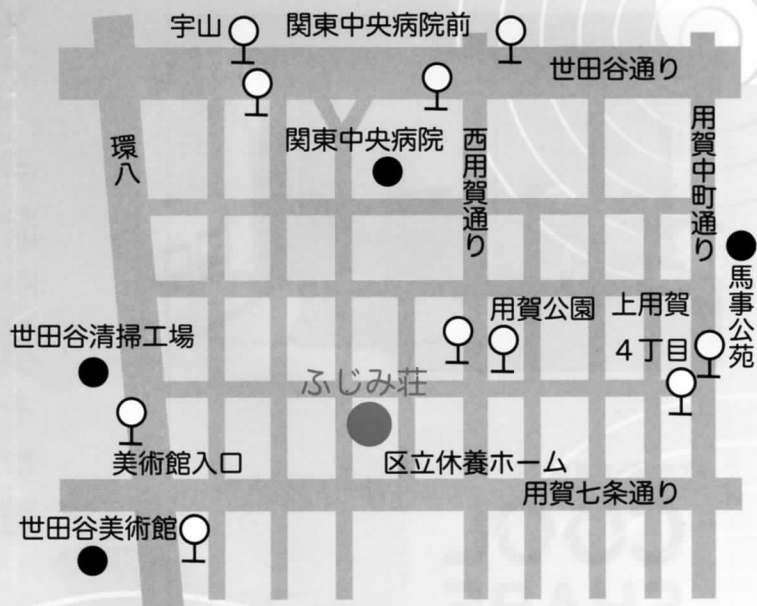 宇山
関東中央病院前
世田谷通り
環八
関東中央病院
西用賀通り
用賀中町通り
馬事公苑
用賀公園
上用賀
4丁目
世田谷清掃工場
ふじみ荘
美術館入口
区立休養ホーム
用賀七条通り
世田谷美術館